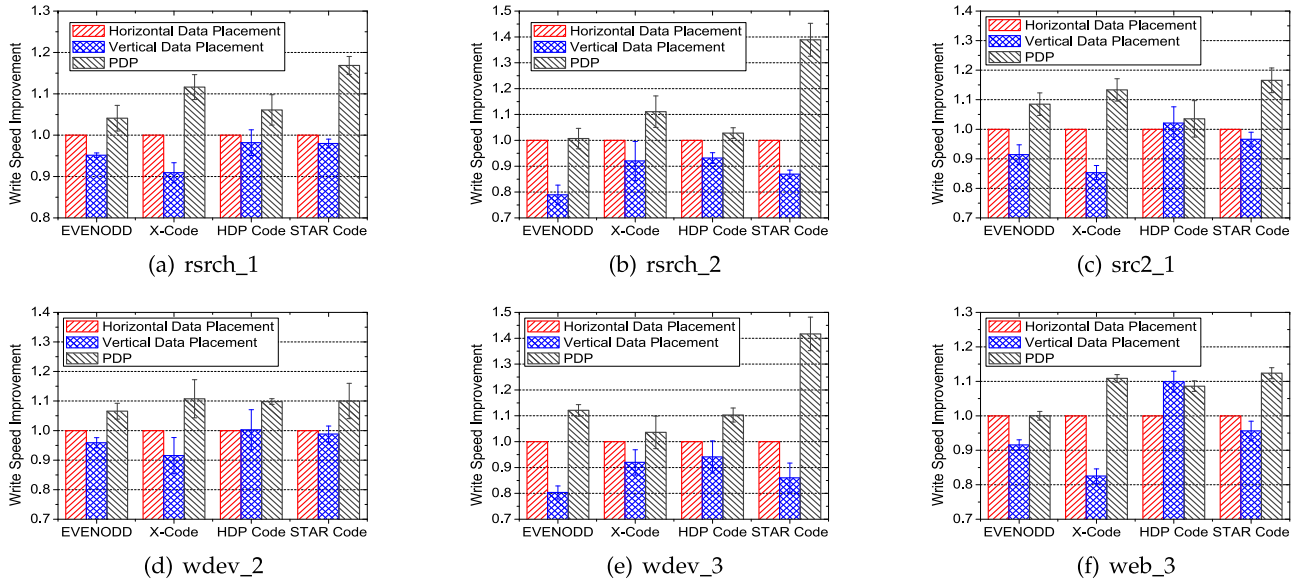 Write Speed Improvement
1.3
1.2
1.1
1.0
0.9
0.8
Horizontal Data Placement
Vertical Data Placement
PDP
EVENODD X-Code HDP Code STAR Code
(a) rsrch_1
Write Speed Improvement
1.5
1.4
1.3
1.2
1.1
1.0
0.9
0.8
0.7
Horizontal Data Placement
Vertical Data Placement
PDP
EVENODD X-Code HDP Code STAR Code
(b) rsrch_2
Write Speed Improvement
1.4
1.3
1.2
1.1
1.0
0.9
0.8
0.7
Horizontal Data Placement
Vertical Data Placement
PDP
EVENODD X-Code HDP Code STAR Code
(c) src2_1
Write Speed Improvement
1.4
1.3
1.2
1.1
1.0
0.9
0.8
0.7
Horizontal Data Placement
Vertical Data Placement
PDP
EVENODD X-Code HDP Code STAR Code
(d) wdev_2
Write Speed Improvement
1.5
1.4
1.3
1.2
1.1
1.0
0.9
0.8
0.7
Horizontal Data Placement
Vertical Data Placement
PDP
EVENODD X-Code HDP Code STAR Code
(e) wdev_3
Write Speed Improvement
1.3
1.2
1.1
1.0
0.9
0.8
0.7
Horizontal Data Placement
Vertical Data Placement
PDP
EVENODD X-Code HDP Code STAR Code
(f) web_3